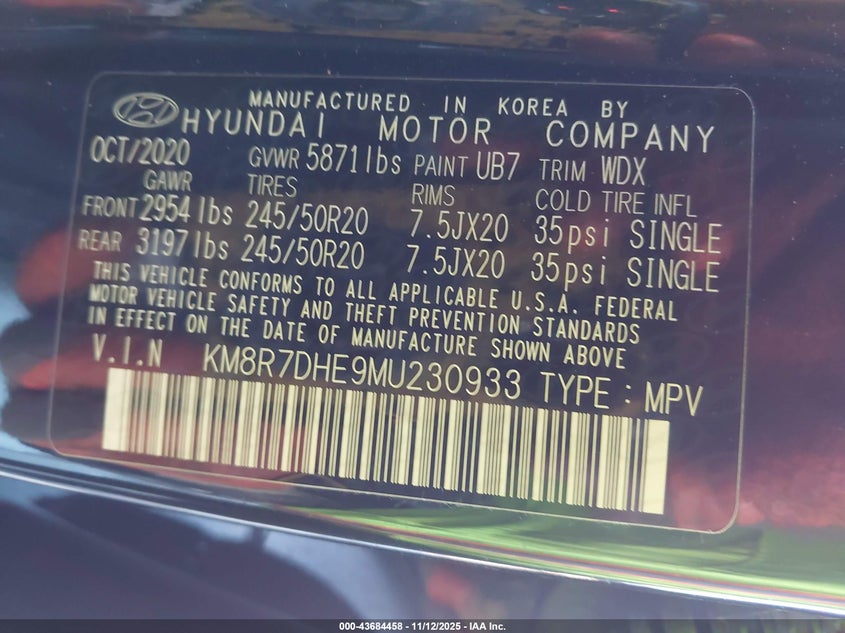 MANUFACTURED IN KOREA BY
HYUNDAI MOTOR COMPANY
OCT/2020 GVWR 5871lbs PAINT UB7 TRIM WDX
GAWR TIRES RIMS COLD TIRE INFL
FRONT 2954lbs 245/50R20 7.5JX20 35psi SINGLE
REAR 3197lbs 245/50R20 7.5JX20 35psi SINGLE
THIS VEHICLE CONFORMS TO ALL APPLICABLE U.S.A. FEDERAL
MOTOR VEHICLE SAFETY AND THEFT PREVENTION STANDARDS
IN EFFECT ON THE DATE OF MANUFACTURE SHOWN ABOVE
V.I.N KM8R7DHE9MU230933 TYPE : MPV
000-43684458 - 11/12/2025 - IAA Inc.